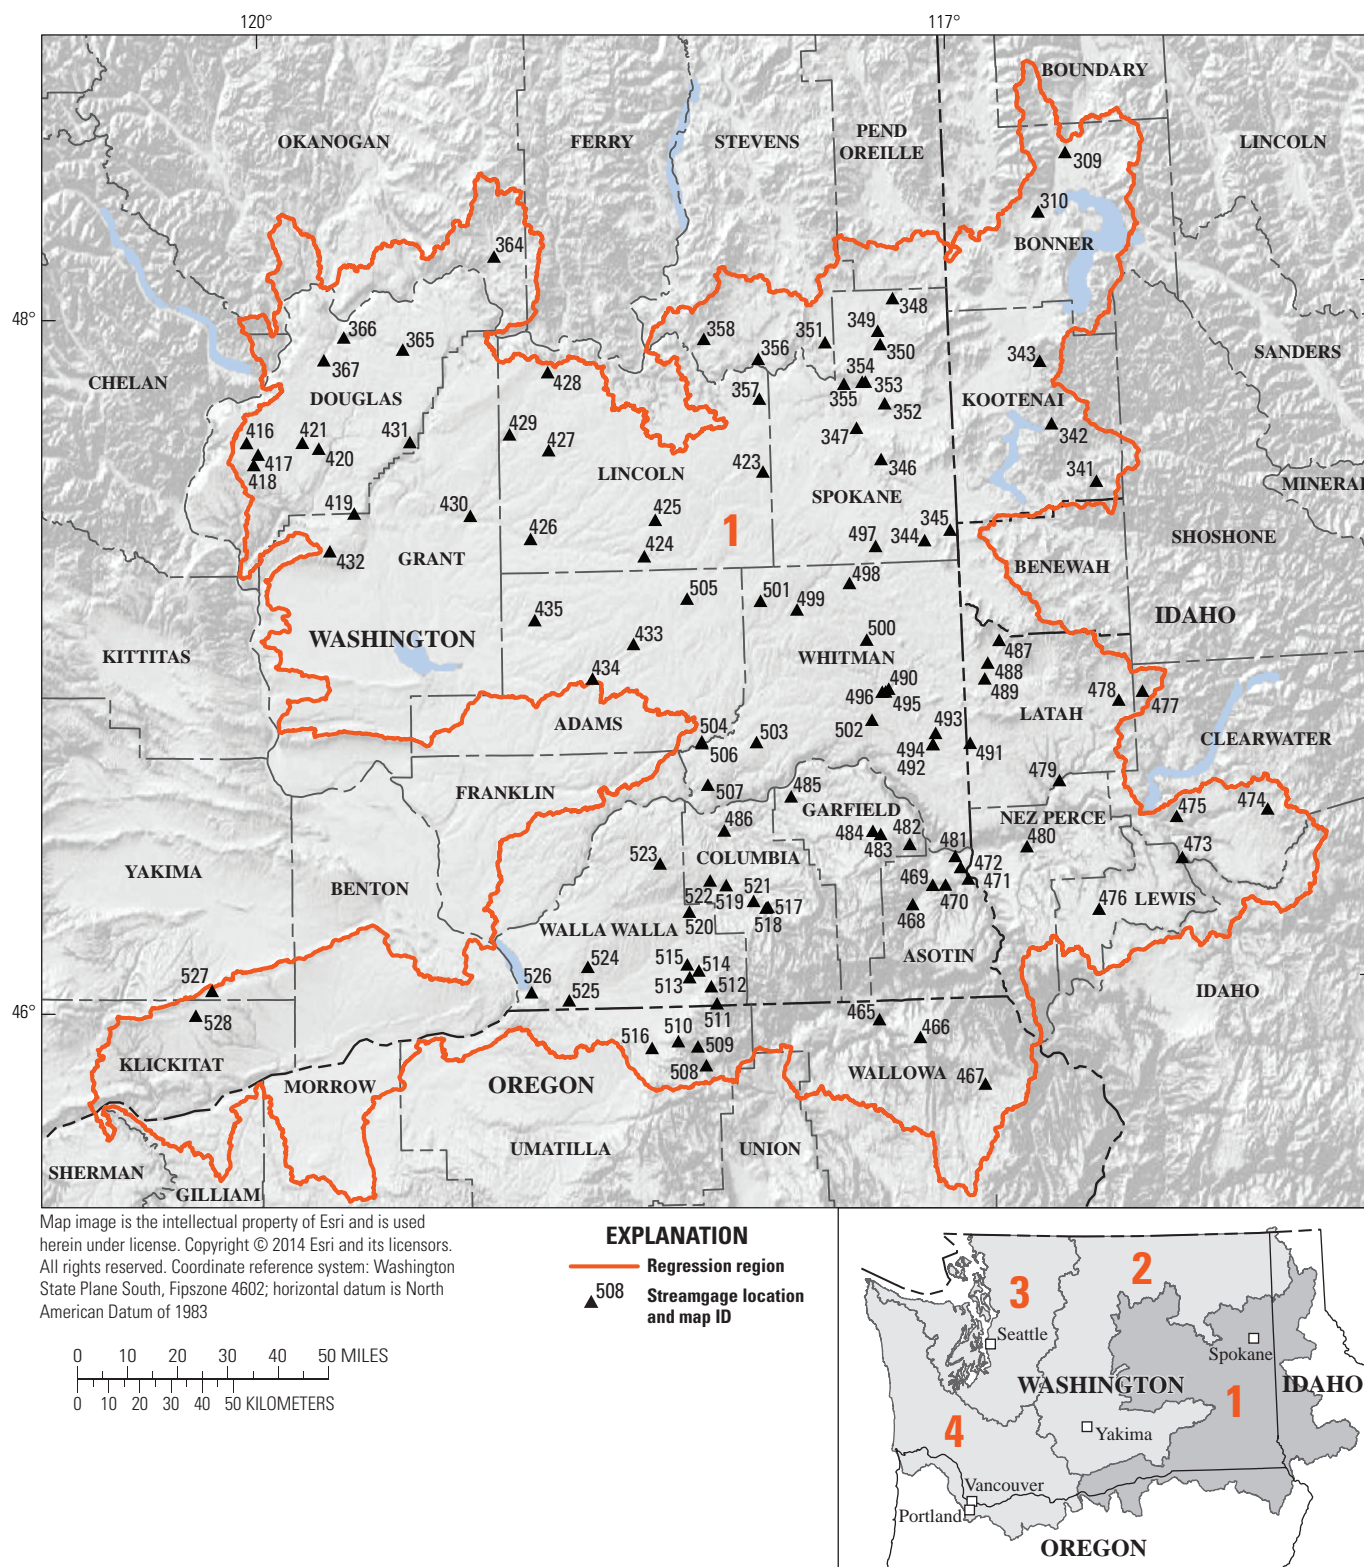 120°
117°
BOUNDARY
OKANOGAN
FERRY
STEVENS
PEND
OREILLE
LINCOLN
309
310
BONNER
364
48°
348
349
351
350
358
356
366
365
367
354
353
355
352
357
343
SANDERS
CHELAN
DOUGLAS
428
KOOTENAI
416
421
431
429
427
347
342
417
420
418
LINCOLN
423
346
341
MINERAL
SPOKANE
419
430
425
426
1
345
497
344
432
424
SHOSHONE
GRANT
BENEWAH
505
501
499
498
IDAHO
435
433
500
487
WASHINGTON
WHITMAN
488
KITTITAS
434
490
489
496
495
478
477
LATAH
ADAMS
504
503
502
493
CLEARWATER
506
494
492
491
FRANKLIN
507
485
479
GARFIELD
475
474
486
484
482
NEZ PERCE
483
481
480
COLUMBIA
523
472
473
YAKIMA
BENTON
522
521
469
471
519
517
470
476
LEWIS
520
518
468
WALLA WALLA
ASOTIN
524
515
514
527
526
513
512
IDAHO
46°
528
525
511
465
510
466
516
509
KLICKITAT
508
MORROW
OREGON
WALLOWA
467
UMATILLA
UNION
SHERMAN
GILLIAM
Map image is the intellectual property of Esri and is used
herein under license. Copyright © 2014 Esri and its licensors.
All rights reserved. Coordinate reference system: Washington
State Plane South, Fipszone 4602; horizontal datum is North
American Datum of 1983
EXPLANATION
Regression region
508
Streamgage location
and map ID
0 10 20 30 40 50 MILES
0 10 20 30 40 50 KILOMETERS
2
3
Seattle
Spokane
WASHINGTON
IDAHO
1
4
Yakima
Vancouver
Portland
OREGON